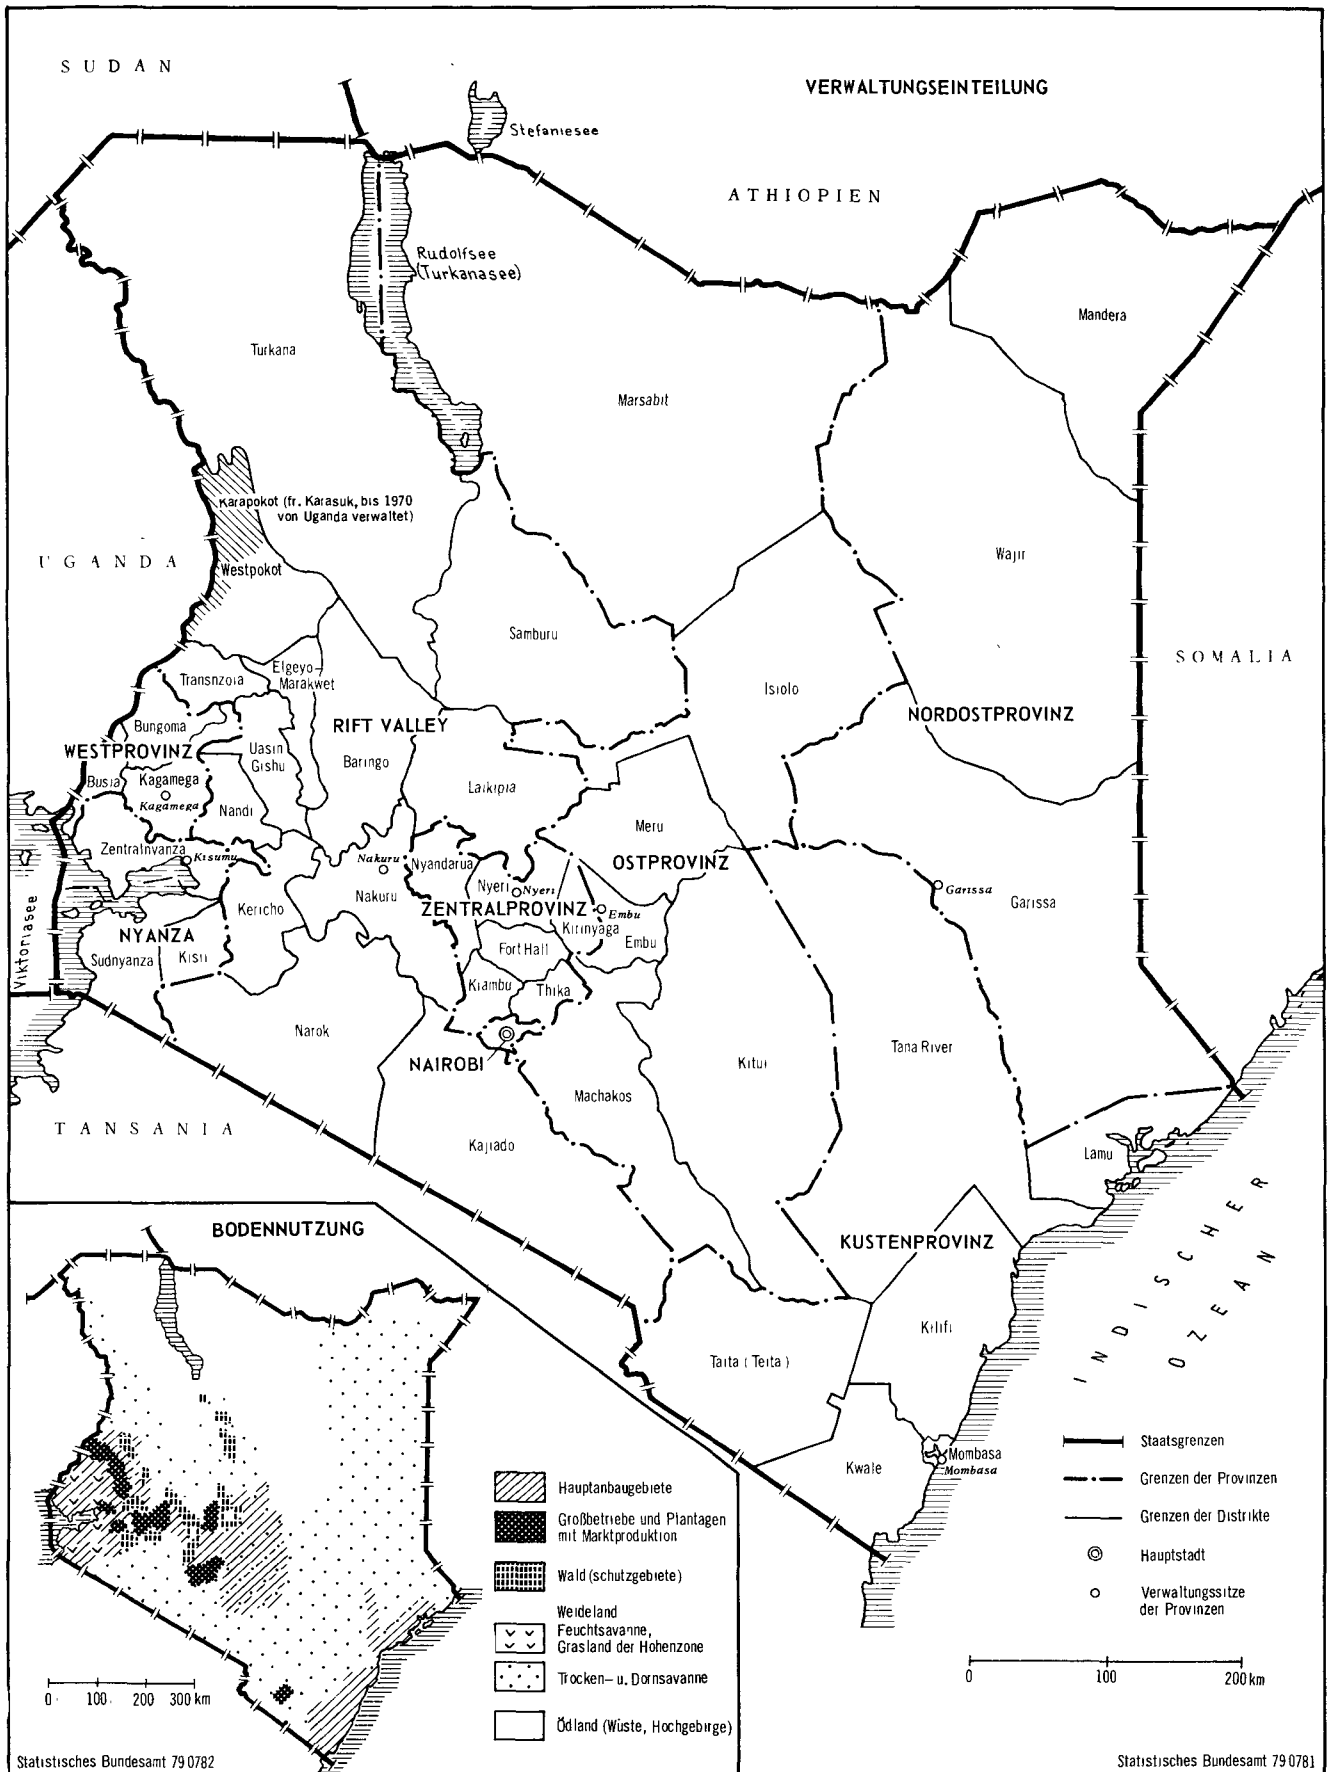 SUDAN
VERWALTUNGSEINTEILUNG
Stefaniesee
ATHIOPIEN
Rudolfsee
(Turkanasee)
Mandera
Turkana
Marsabit
Karapokot (fr. Karasuk, bis 1970
von Uganda verwaltet)
UGANDA
Westpokot
Wajir
Samburu
SOMALIA
Elgeyo-
Marakwet
Transnzoia
Isiolo
Bungoma
RIFT VALLEY
NORDOSTPROVINZ
WESTPROVINZ
Uasin
Gishu
Baringo
Busia
Kagamega
Kagamega
Nandi
Laikipia
Meru
Zentralnyanza
Kisumu
Nakuru
Nyandarua
OSTPROVINZ
Nyeri
Nyeri
Garissa
Garissa
Nakuru
Kericho
ZENTRALPROVINZ
Embu
Kirinyaga
Embu
NYANZA
Fort Hall
Viktoriasee
Sudnyanza
Kisii
Kiambu
Thika
Narok
NAIROBI
Kitui
Tana River
Machakos
TANSANIA
Kajiado
Lamu
BODENNUTZUNG
KUSTENPROVINZ
INDISCHER
OZEAN
Kilifi
Taita (Teita)
Staatsgrenzen
Mombasa
Mombasa
Kwale
Grenzen der Provinzen
Hauptanbaugebiete
Grenzen der Distrikte
Großbetriebe und Plantagen
mit Marktproduktion
Hauptstadt
Wald (schutzgebiete)
Verwaltungssitze
der Provinzen
Weideland
Feuchtsavanne,
Grasland der Hohenzone
Trocken- u. Dornsavanne
0 100 200 km
0 100 200 300 km
Ödland (Wüste, Hochgebirge)
Statistisches Bundesamt 79 0782
Statistisches Bundesamt 79 0781